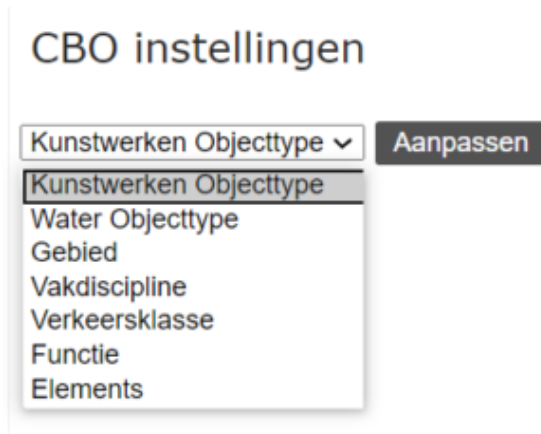 CBO instellingen
Kunstwerken Objecttype Aanpassen
Kunstwerken Objecttype
Water Objecttype
Gebied
Vakdiscipline
Verkeersklasse
Functie
Elements